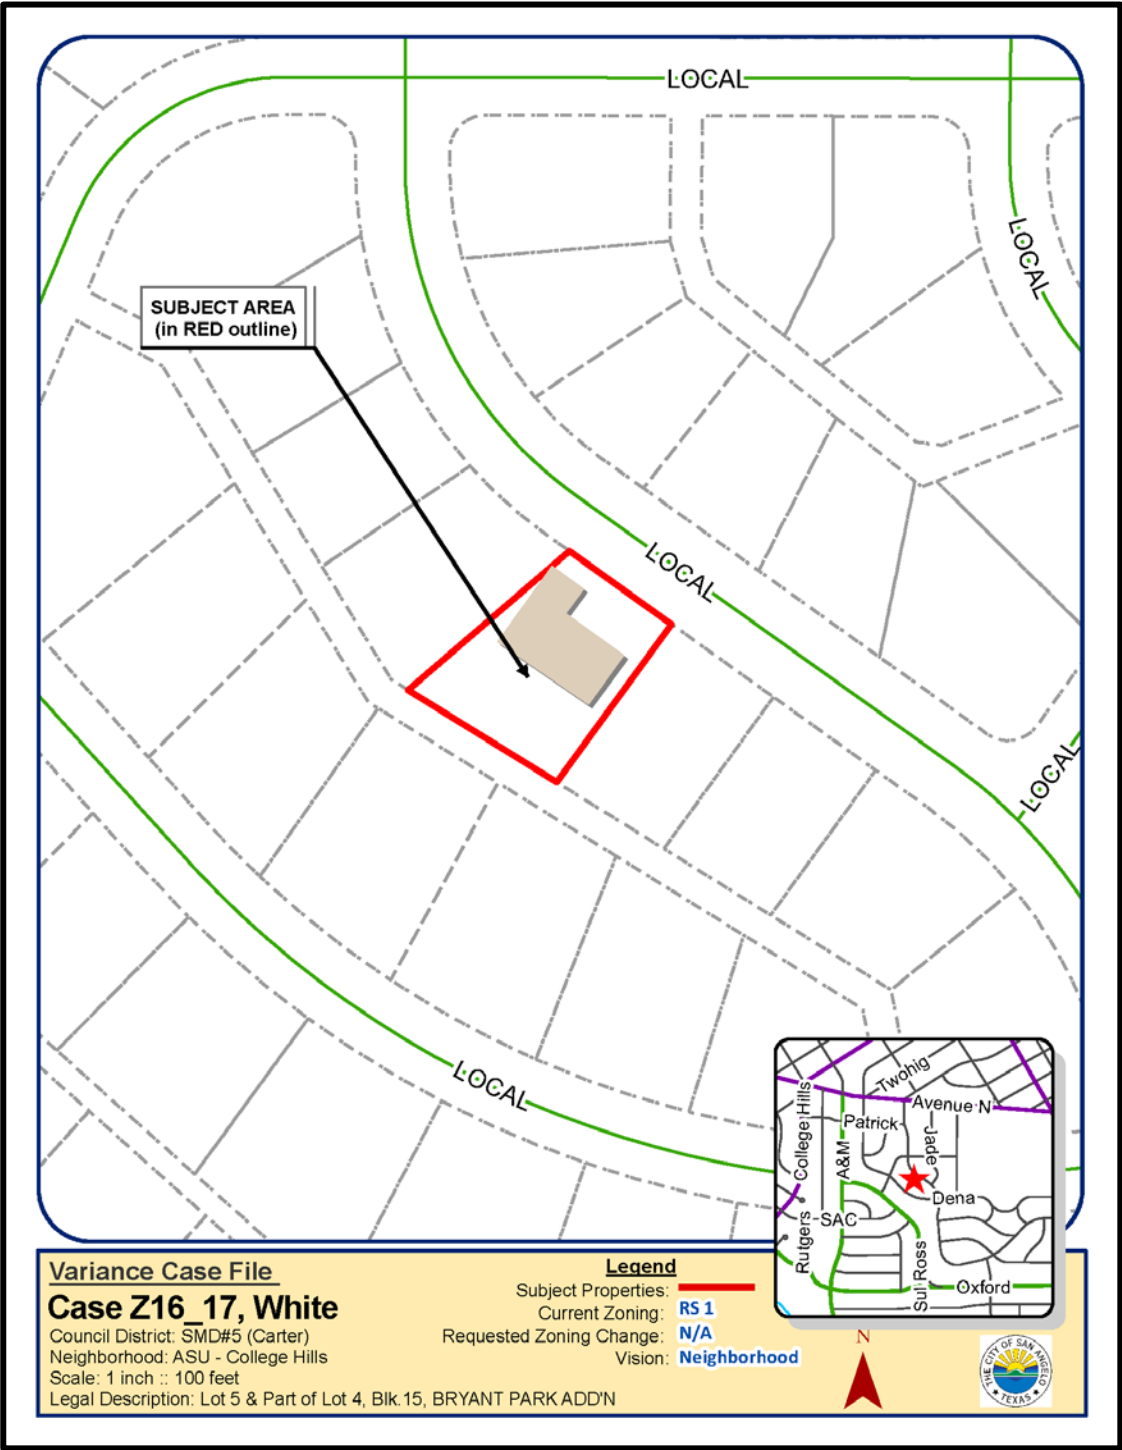 LOCAL
LOCAL
SUBJECT AREA
(in RED outline)
LOCAL
LOCAL
LOCAL
Twohig
Avenue N
College Hills
Patrick
Jade
A&M
Dena
SAC
Rutgers
Sul Ross
Oxford
Variance Case File
Case Z16_17, White
Council District: SMD#5 (Carter)
Neighborhood: ASU - College Hills
Scale: 1 inch :: 100 feet
Legal Description: Lot 5 & Part of Lot 4, Blk.15, BRYANT PARK ADD'N
Legend
Subject Properties:
Current Zoning: RS 1
Requested Zoning Change: N/A
Vision: Neighborhood
N
THE CITY OF SAN ANGELO
TEXAS